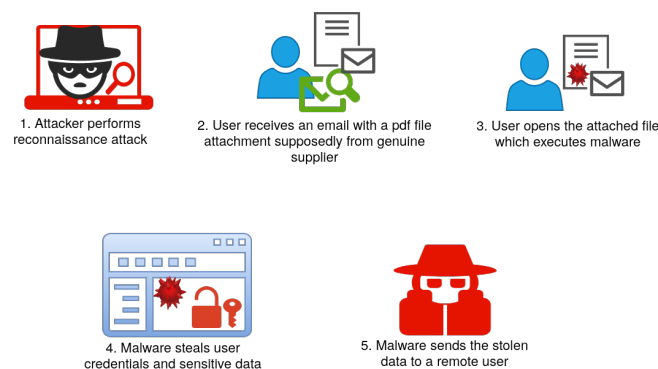 1. Attacker performs
reconnaissance attack
2. User receives an email with a pdf file
attachment supposedly from genuine
supplier
3. User opens the attached file
which executes malware
4. Malware steals user
credentials and sensitive data
5. Malware sends the stolen
data to a remote user